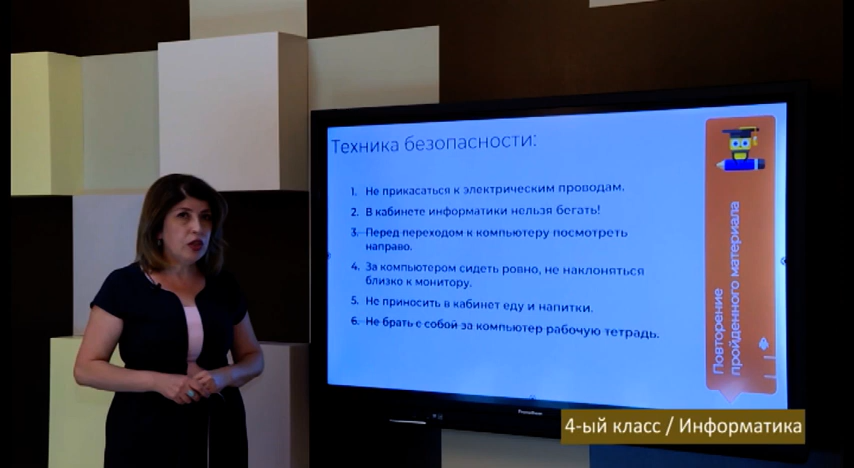 Техника безопасности:
1. Не прикасаться к электрическим проводам.
2. В кабинете информатики нельзя бегать!
3. Перед переходом к компьютеру посмотреть
направо.
4. За компьютером сидеть ровно, не наклоняться
близко к монитору.
5. Не приносить в кабинет еду и напитки.
6. Не брать с собой за компьютер рабочую тетрадь.
Повторение
пройденного материала
4-ый класс / Информатика